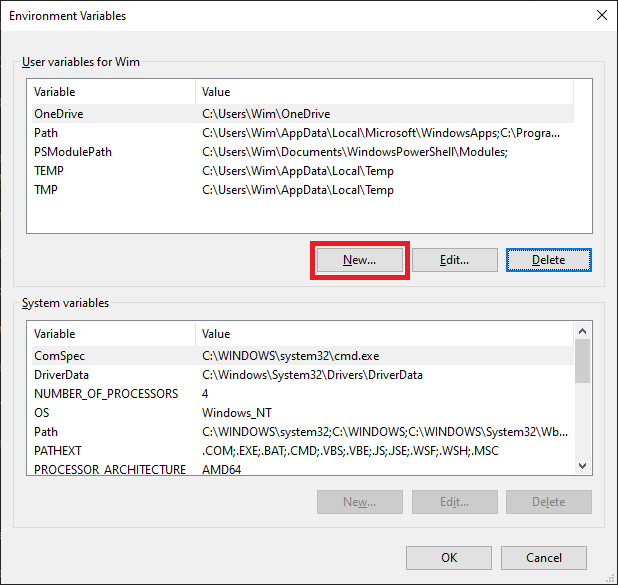 Environment Variables
User variables for Wim
Variable Value
OneDrive C:\Users\Wim\OneDrive
Path C:\Users\Wim\AppData\Local\Microsoft\WindowsApps;C:\Progra...
PSModulePath C:\Users\Wim\Documents\WindowsPowerShell\Modules;
TEMP C:\Users\Wim\AppData\Local\Temp
TMP C:\Users\Wim\AppData\Local\Temp
New... Edit... Delete
System variables
Variable Value
ComSpec C:\WINDOWS\system32\cmd.exe
DriverData C:\Windows\System32\Drivers\DriverData
NUMBER_OF_PROCESSORS 4
OS Windows_NT
Path C:\WINDOWS\system32;C:\WINDOWS;C:\WINDOWS\System32\Wb...
PATHEXT .COM;.EXE;.BAT;.CMD;.VBS;.VBE;.JS;.JSE;.WSF;.WSH;.MSC
PROCESSOR_ARCHITECTURE AMD64
New... Edit... Delete
OK Cancel